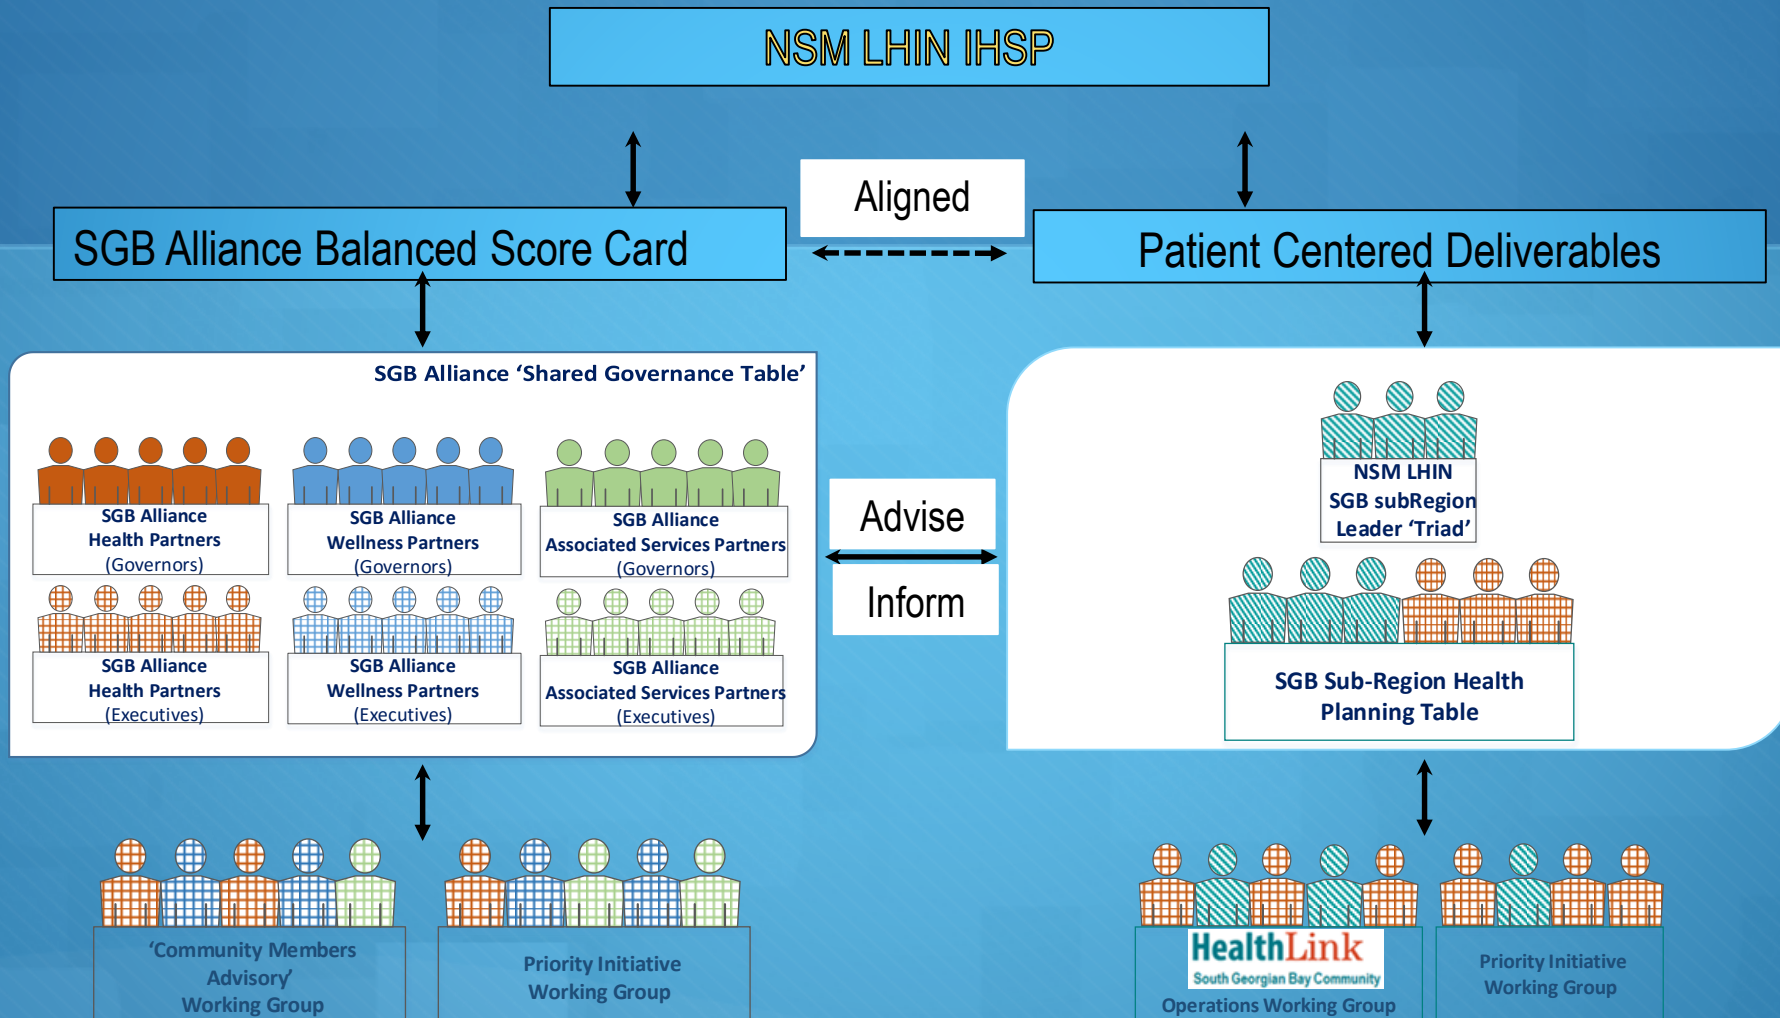 NSM LHIN IHSP
Aligned
SGB Alliance Balanced Score Card
Patient Centered Deliverables
SGB Alliance ‘Shared Governance Table’
SGB Alliance
Health Partners
(Governors)
SGB Alliance
Wellness Partners
(Governors)
SGB Alliance
Associated Services Partners
(Governors)
SGB Alliance
Health Partners
(Executives)
SGB Alliance
Wellness Partners
(Executives)
SGB Alliance
Associated Services Partners
(Executives)
Advise
Inform
NSM LHIN
SGB subRegion
Leader ‘Triad’
SGB Sub-Region Health
Planning Table
‘Community Members
Advisory’
Working Group
Priority Initiative
Working Group
HealthLink
South Georgian Bay Community
Operations Working Group
Priority Initiative
Working Group